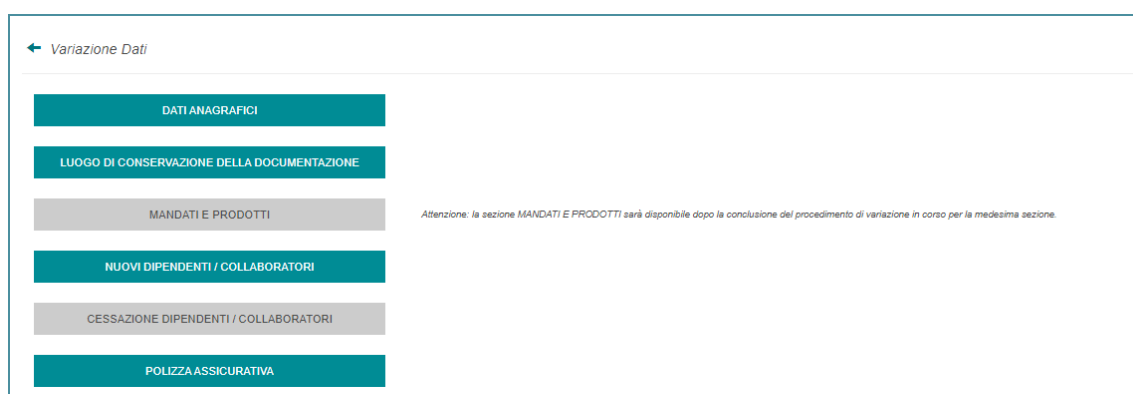 Variazione Dati
DATI ANAGRAFICI
LUOGO DI CONSERVAZIONE DELLA DOCUMENTAZIONE
MANDATI E PRODOTTI
Attenzione: la sezione MANDATI E PRODOTTI sarà disponibile dopo la conclusione del procedimento di variazione in corso per la medesima sezione.
NUOVI DIPENDENTI / COLLABORATORI
CESSAZIONE DIPENDENTI / COLLABORATORI
POLIZZA ASSICURATIVA